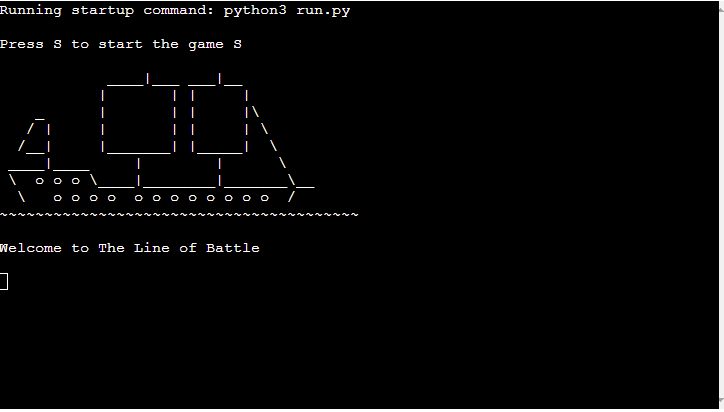 Running startup command: python3 run.py
Press S to start the game S
Welcome to The Line of Battle